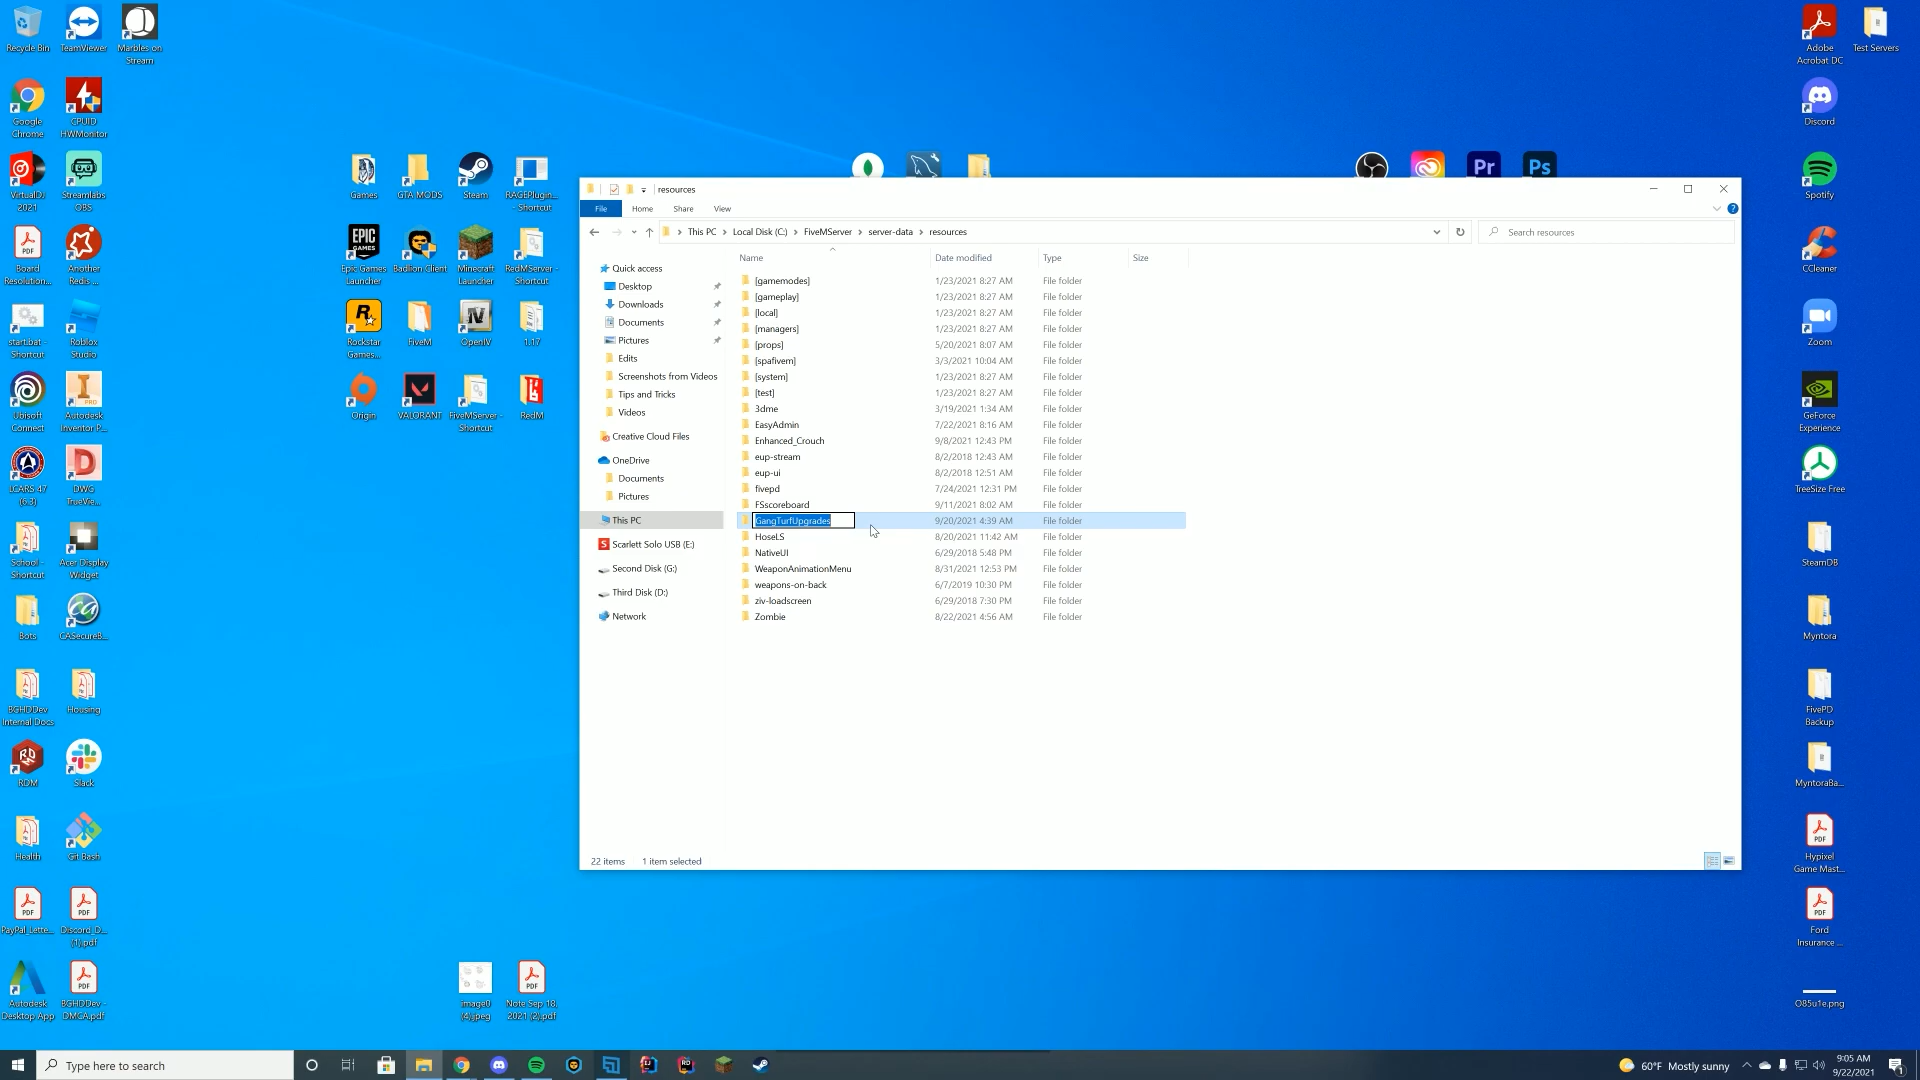 Recycle Bin
TeamViewer
Marbles on
Stream
Google
Chrome
CPUID
HWMonitor
VirtualDJ
2021
Streamlabs
OBS
Board
Resolution...
Another
Redis ...
start.bat -
Shortcut
Roblox
Studio
Ubisoft
Connect
Autodesk
Inventor P...
LCARS 47
(6.3)
DWG
TrueVie...
School -
Shortcut
Acer Display
Widget
Bots
CASecureB...
BGHDDev
Internal Docs
Housing
RDM
Slack
Health
Git Bash
PayPal_Lette...
Discord_D...
(1).pdf
Autodesk
Desktop App
BGHDDev -
DMCA.pdf
Games
GTA MODS
Steam
RAGEPlugin...
- Shortcut
Epic Games
Launcher
Badlion Client
Minecraft
Launcher
RedMServer -
Shortcut
Rockstar
Games...
FiveM
OpenIV
1.17
Origin
VALORANT
FiveMServer -
Shortcut
RedM
image0
(4).jpeg
Note Sep 18,
2021 (2).pdf
Pr
Ps
resources
File
Home
Share
View
This PC
Local Disk (C:)
FiveMServer
server-data
resources
Search resources
Quick access
Desktop
Downloads
Documents
Pictures
Edits
Screenshots from Videos
Tips and Tricks
Videos
Creative Cloud Files
OneDrive
Documents
Pictures
This PC
Scarlett Solo USB (E:)
Second Disk (G:)
Third Disk (D:)
Network
Name Date modified Type Size
[gamemodes] 1/23/2021 8:27 AM File folder
[gameplay] 1/23/2021 8:27 AM File folder
[local] 1/23/2021 8:27 AM File folder
[managers] 1/23/2021 8:27 AM File folder
[props] 5/20/2021 8:07 AM File folder
[spafivem] 3/3/2021 10:04 AM File folder
[system] 1/23/2021 8:27 AM File folder
[test] 1/23/2021 8:27 AM File folder
3dme 3/19/2021 1:34 AM File folder
EasyAdmin 7/22/2021 8:16 AM File folder
Enhanced_Crouch 9/8/2021 12:43 PM File folder
eup-stream 8/2/2018 12:43 AM File folder
eup-ui 8/2/2018 12:51 AM File folder
fivepd 7/24/2021 12:31 PM File folder
FSscoreboard 9/11/2021 8:02 AM File folder
GangTurfUpgrades 9/20/2021 4:39 AM File folder
HoseLS 8/20/2021 11:42 AM File folder
NativeUI 6/29/2018 5:48 PM File folder
WeaponAnimationMenu 8/31/2021 12:53 PM File folder
weapons-on-back 6/7/2019 10:30 PM File folder
ziv-loadscreen 6/29/2018 7:30 PM File folder
Zombie 8/22/2021 4:56 AM File folder
22 items 1 item selected
Adobe
Acrobat DC
Test Servers
Discord
Spotify
CCleaner
Zoom
GeForce
Experience
TreeSize Free
SteamDB
Myntora
FivePD
Backup
MyntoraBa...
Hypixel
Game Mast...
Ford
Insurance ...
O85u1e.png
Type here to search
60°F Mostly sunny
9:05 AM
9/22/2021